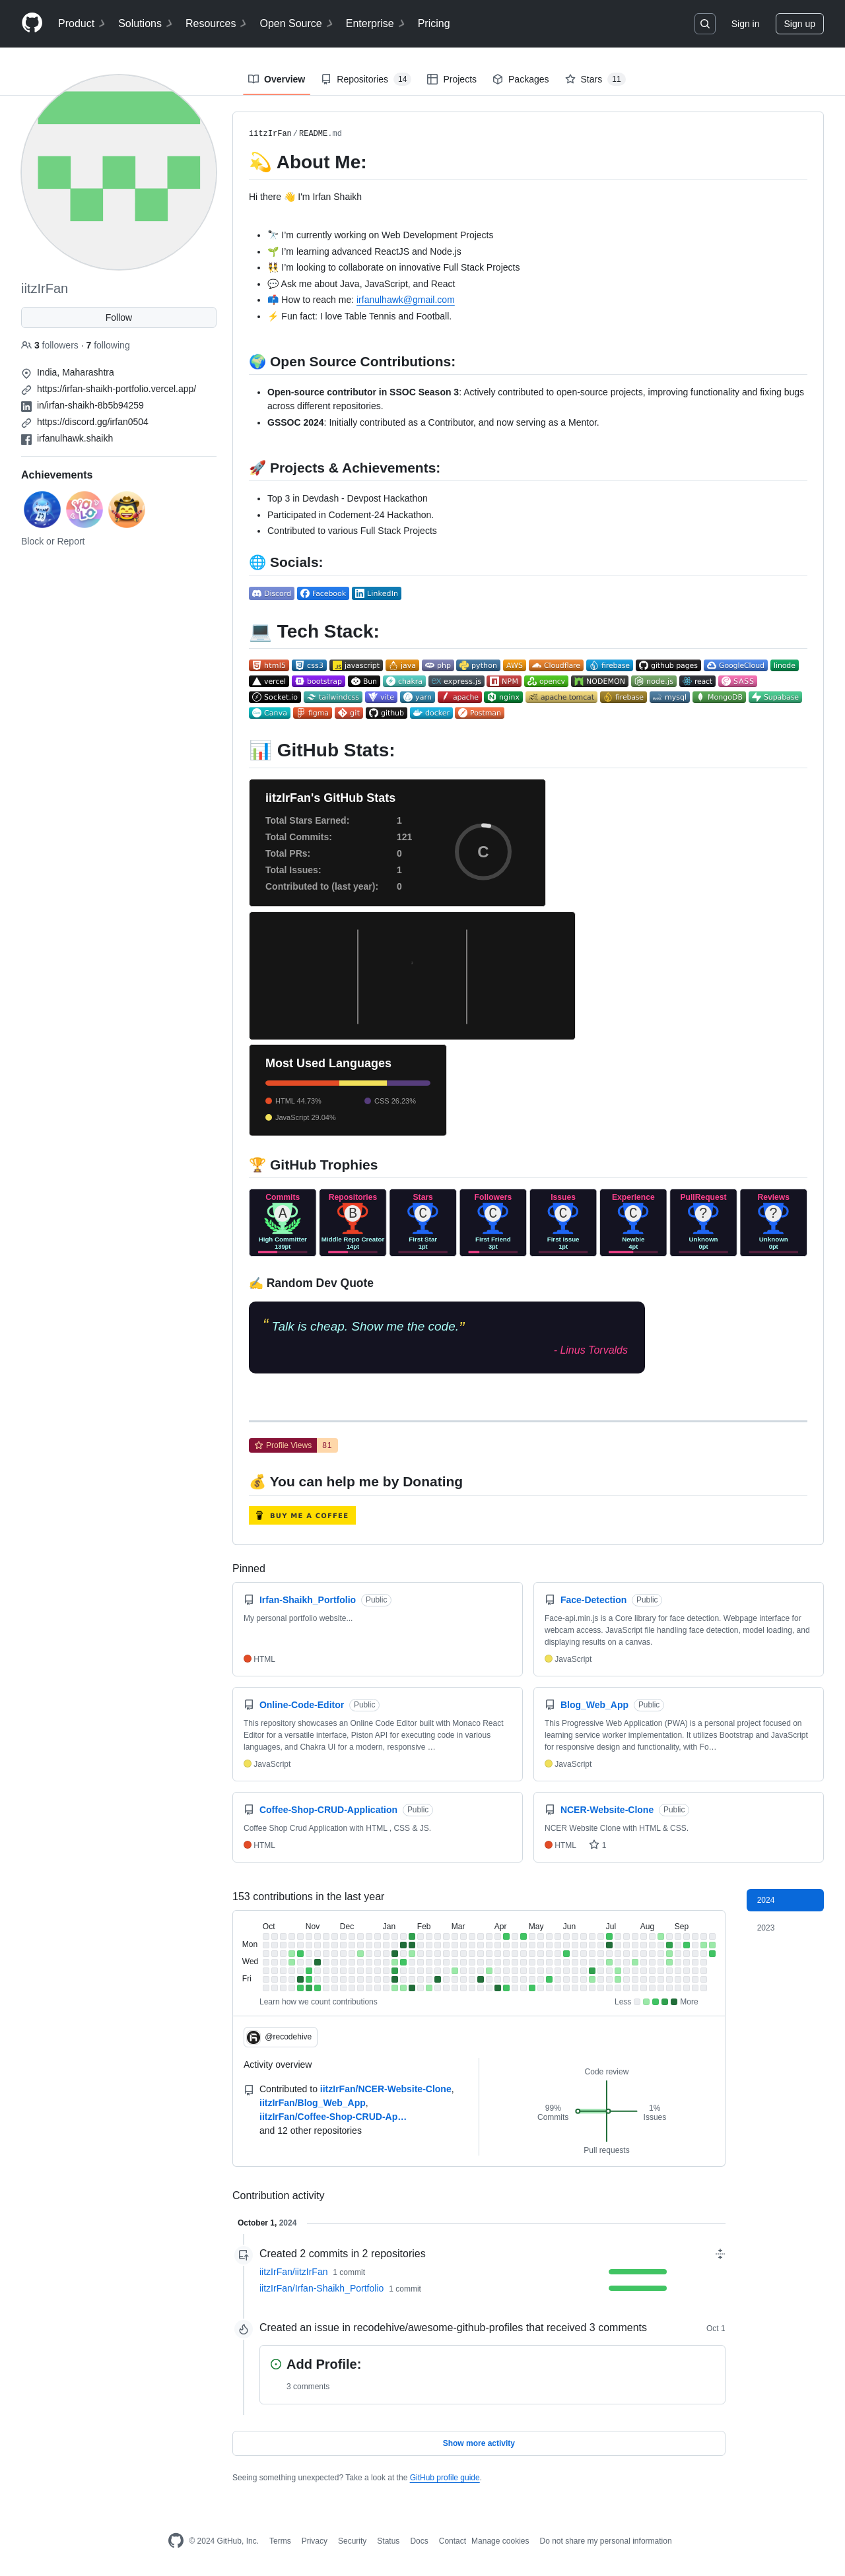 Product Solutions Resources Open Source Enterprise Pricing Sign in Sign up
Overview Repositories 14 Projects Packages Stars 11
iitzIrFan
Follow
3 followers · 7 following
India, Maharashtra
https://irfan-shaikh-portfolio.vercel.app/
in/irfan-shaikh-8b5b94259
https://discord.gg/irfan0504
irfanulhawk.shaikh
Achievements
Block or Report
iitzIrFan/README.md
💫 About Me:
Hi there 👋 I'm Irfan Shaikh
🔭 I'm currently working on Web Development Projects
🌱 I'm learning advanced ReactJS and Node.js
👯 I'm looking to collaborate on innovative Full Stack Projects
💬 Ask me about Java, JavaScript, and React
📫 How to reach me: irfanulhawk@gmail.com
⚡ Fun fact: I love Table Tennis and Football.
🌍 Open Source Contributions:
Open-source contributor in SSOC Season 3: Actively contributed to open-source projects, improving functionality and fixing bugs
across different repositories.
GSSOC 2024: Initially contributed as a Contributor, and now serving as a Mentor.
🚀 Projects & Achievements:
Top 3 in Devdash - Devpost Hackathon
Participated in Codement-24 Hackathon.
Contributed to various Full Stack Projects
🌐 Socials:
Discord Facebook LinkedIn
💻 Tech Stack:
html5 css3 javascript java php python AWS Cloudflare firebase github pages GoogleCloud linode
vercel bootstrap Bun chakra express.js NPM opencv NODEMON node.js react SASS
Socket.io tailwindcss vite yarn apache nginx apache tomcat firebase mysql MongoDB Supabase
Canva figma git github docker Postman
📊 GitHub Stats:
iitzIrFan's GitHub Stats
Total Stars Earned: 1
Total Commits: 121
Total PRs: 0
Total Issues: 1
Contributed to (last year): 0
C
Most Used Languages
HTML 44.73% CSS 26.23%
JavaScript 29.04%
🏆 GitHub Trophies
Commits Repositories Stars Followers Issues Experience PullRequest Reviews
A B C C C C ? ?
High Committer Middle Repo Creator First Star First Friend First Issue Newbie Unknown Unknown
139pt 14pt 1pt 3pt 1pt 4pt 0pt 0pt
✍️ Random Dev Quote
“ Talk is cheap. Show me the code.”
- Linus Torvalds
Profile Views 81
💰 You can help me by Donating
BUY ME A COFFEE
Pinned
Irfan-Shaikh_Portfolio Public
My personal portfolio website...
HTML
Face-Detection Public
Face-api.min.js is a Core library for face detection. Webpage interface for
webcam access. JavaScript file handling face detection, model loading, and
displaying results on a canvas.
JavaScript
Online-Code-Editor Public
This repository showcases an Online Code Editor built with Monaco React
Editor for a versatile interface, Piston API for executing code in various
languages, and Chakra UI for a modern, responsive …
JavaScript
Blog_Web_App Public
This Progressive Web Application (PWA) is a personal project focused on
learning service worker implementation. It utilizes Bootstrap and JavaScript
for responsive design and functionality, with Fo…
JavaScript
Coffee-Shop-CRUD-Application Public
Coffee Shop Crud Application with HTML , CSS & JS.
HTML
NCER-Website-Clone Public
NCER Website Clone with HTML & CSS.
HTML 1
153 contributions in the last year
2024
2023
Oct Nov Dec Jan Feb Mar Apr May Jun Jul Aug Sep
Mon
Wed
Fri
Learn how we count contributions Less More
@recodehive
Activity overview
Contributed to iitzIrFan/NCER-Website-Clone,
iitzIrFan/Blog_Web_App,
iitzIrFan/Coffee-Shop-CRUD-Ap…
and 12 other repositories
Code review
99%
Commits
1%
Issues
Pull requests
Contribution activity
October 1, 2024
Created 2 commits in 2 repositories
iitzIrFan/iitzIrFan 1 commit
iitzIrFan/Irfan-Shaikh_Portfolio 1 commit
Created an issue in recodehive/awesome-github-profiles that received 3 comments Oct 1
Add Profile:
3 comments
Show more activity
Seeing something unexpected? Take a look at the GitHub profile guide.
© 2024 GitHub, Inc. Terms Privacy Security Status Docs Contact Manage cookies Do not share my personal information